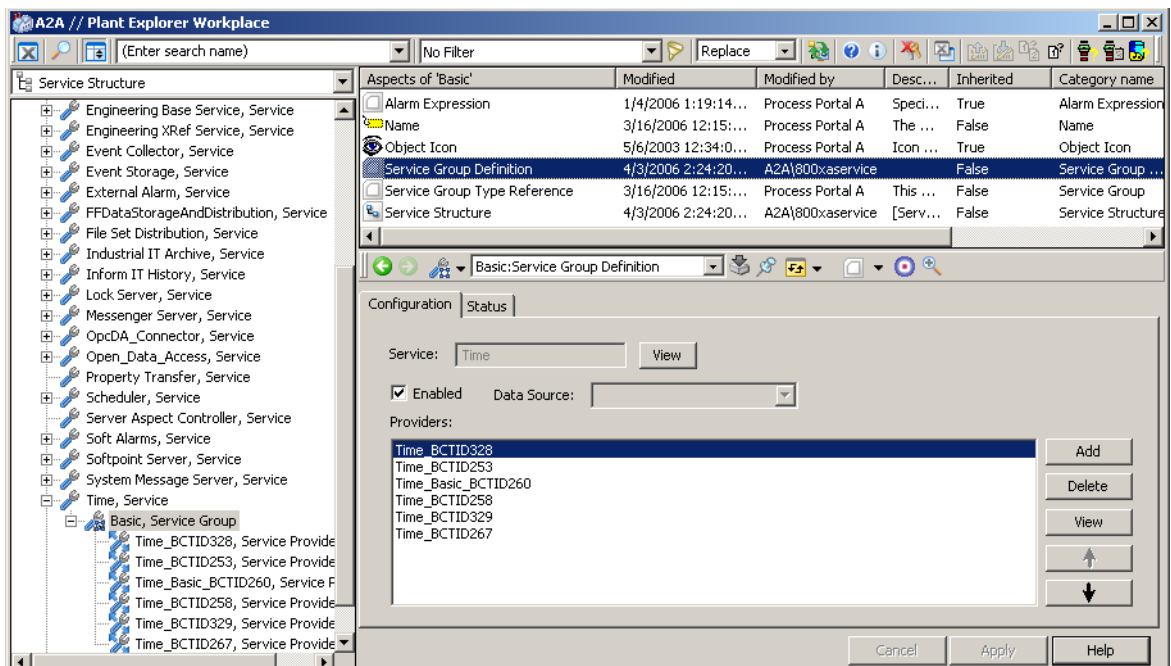 A2A // Plant Explorer Workplace
(Enter search name)
No Filter
Replace
Service Structure
Engineering Base Service, Service
Engineering XRef Service, Service
Event Collector, Service
Event Storage, Service
External Alarm, Service
FFDataStorageAndDistribution, Service
File Set Distribution, Service
Industrial IT Archive, Service
Inform IT History, Service
Lock Server, Service
Messenger Server, Service
OpcDA_Connector, Service
Open_Data_Access, Service
Property Transfer, Service
Scheduler, Service
Server Aspect Controller, Service
Soft Alarms, Service
Softpoint Server, Service
System Message Server, Service
Time, Service
Basic, Service Group
Time_BCTID328, Service Provide
Time_BCTID253, Service Provide
Time_Basic_BCTID260, Service P
Time_BCTID258, Service Provide
Time_BCTID329, Service Provide
Time_BCTID267, Service Provide
Aspects of 'Basic' Modified Modified by Desc... Inherited Category name
Alarm Expression 1/4/2006 1:19:14... Process Portal A Speci... True Alarm Expression
Name 3/16/2006 12:15:... Process Portal A The ... False Name
Object Icon 5/6/2003 12:34:0... Process Portal A Icon ... True Object Icon
Service Group Definition 4/3/2006 2:24:20... A2A\800xaservice False Service Group ...
Service Group Type Reference 3/16/2006 12:15:... Process Portal A This ... False Service Group
Service Structure 4/3/2006 2:24:20... A2A\800xaservice [Serv... False Service Structure
Basic:Service Group Definition
Configuration Status
Service: Time View
Enabled Data Source:
Providers:
Time_BCTID328
Time_BCTID253
Time_Basic_BCTID260
Time_BCTID258
Time_BCTID329
Time_BCTID267
Add
Delete
View
Cancel Apply Help